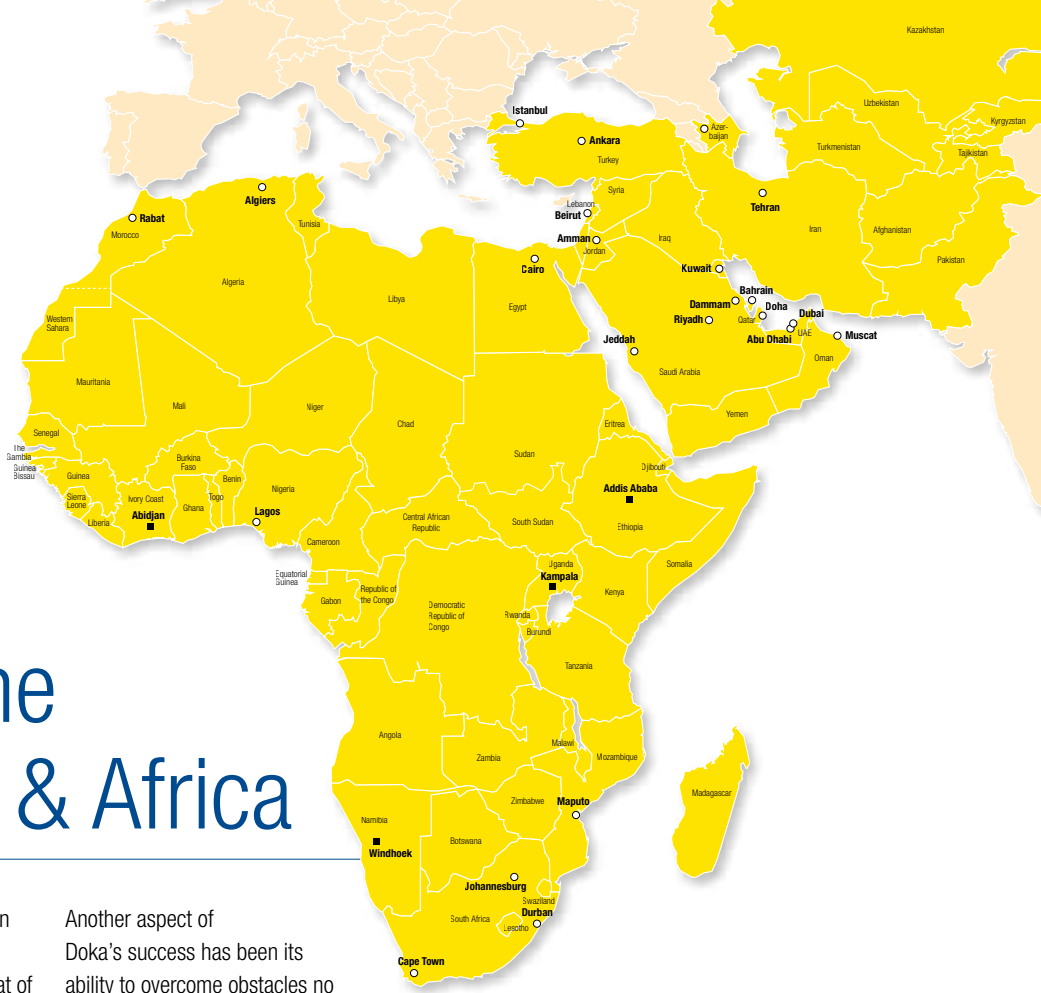 Kazakhstan
Uzbekistan
Kyrgyzstan
Istanbul
Azer-
baijan
Ankara
Turkmenistan
Tajikistan
Turkey
Syria
Algiers
Lebanon
Tehran
Beirut
Rabat
Tunisia
Morocco
Amman
Iraq
Iran
Afghanistan
Jordan
Pakistan
Cairo
Kuwait
Algeria
Libya
Egypt
Bahrain
Dammam
Doha
Western
Sahara
Riyadh
Qatar
Dubai
UAE
Jeddah
Abu Dhabi
Muscat
Oman
Saudi Arabia
Mauritania
Mali
Niger
Chad
Yemen
Eritrea
Senegal
The
Gambia
Guinea
Bissau
Sudan
Burkina
Faso
Djibouti
Guinea
Benin
Nigeria
Addis Ababa
Sierra
Leone
Ivory Coast
Togo
Ghana
Abidjan
Lagos
Liberia
Central African
Republic
South Sudan
Ethiopia
Cameroon
Uganda
Somalia
Equatorial
Guinea
Kampala
Gabon
Republic of
the Congo
Kenya
Democratic
Republic of
Congo
Rwanda
Burundi
Tanzania
Angola
Malawi
Zambia
Mozambique
Madagascar
Zimbabwe
Maputo
Namibia
Botswana
Windhoek
Johannesburg
Swaziland
Durban
South Africa
Lesotho
Cape Town
ne
& Africa
n
at of
Another aspect of
Doka's success has been its
ability to overcome obstacles no